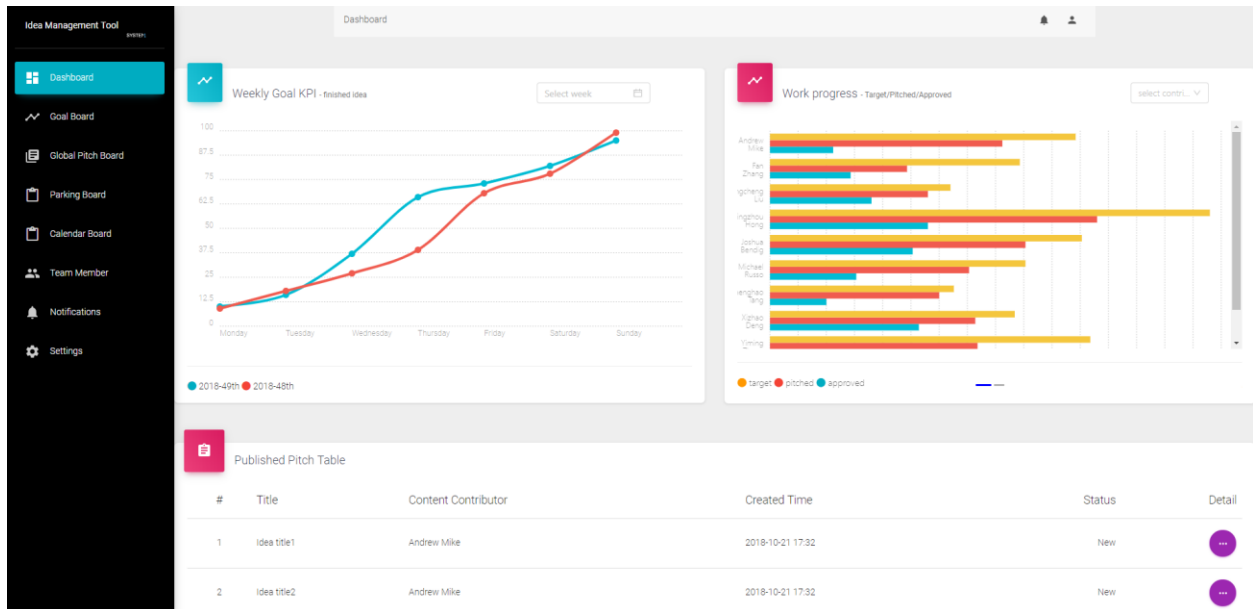 Idea Management Tool
Dashboard
Goal Board
Global Pitch Board
Parking Board
Calendar Board
Team Member
Notifications
Settings
Dashboard
Weekly Goal KPI - finished idea
Select week
100
87.5
75
62.5
50
37.5
25
12.5
0
Monday Tuesday Wednesday Thursday Friday Saturday Sunday
2018-49th 2018-48th
Work progress - Target/Pitched/Approved
select contri...
Andrew
Mike
Fan
Zhang
ngcheng
Hong
Joshua
Bendig
Michael
Russo
Xizhao
Deng
Yiming
target pitched approved
Published Pitch Table
# Title Content Contributor Created Time Status Detail
1 Idea title1 Andrew Mike 2018-10-21 17:32 New
2 Idea title2 Andrew Mike 2018-10-21 17:32 New